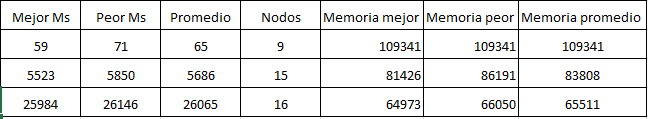 Mejor Ms Peor Ms Promedio Nodos Memoria mejor Memoria peor Memoria promedio
59 71 65 9 109341 109341 109341
5523 5850 5686 15 81426 86191 83808
25984 26146 26065 16 64973 66050 65511